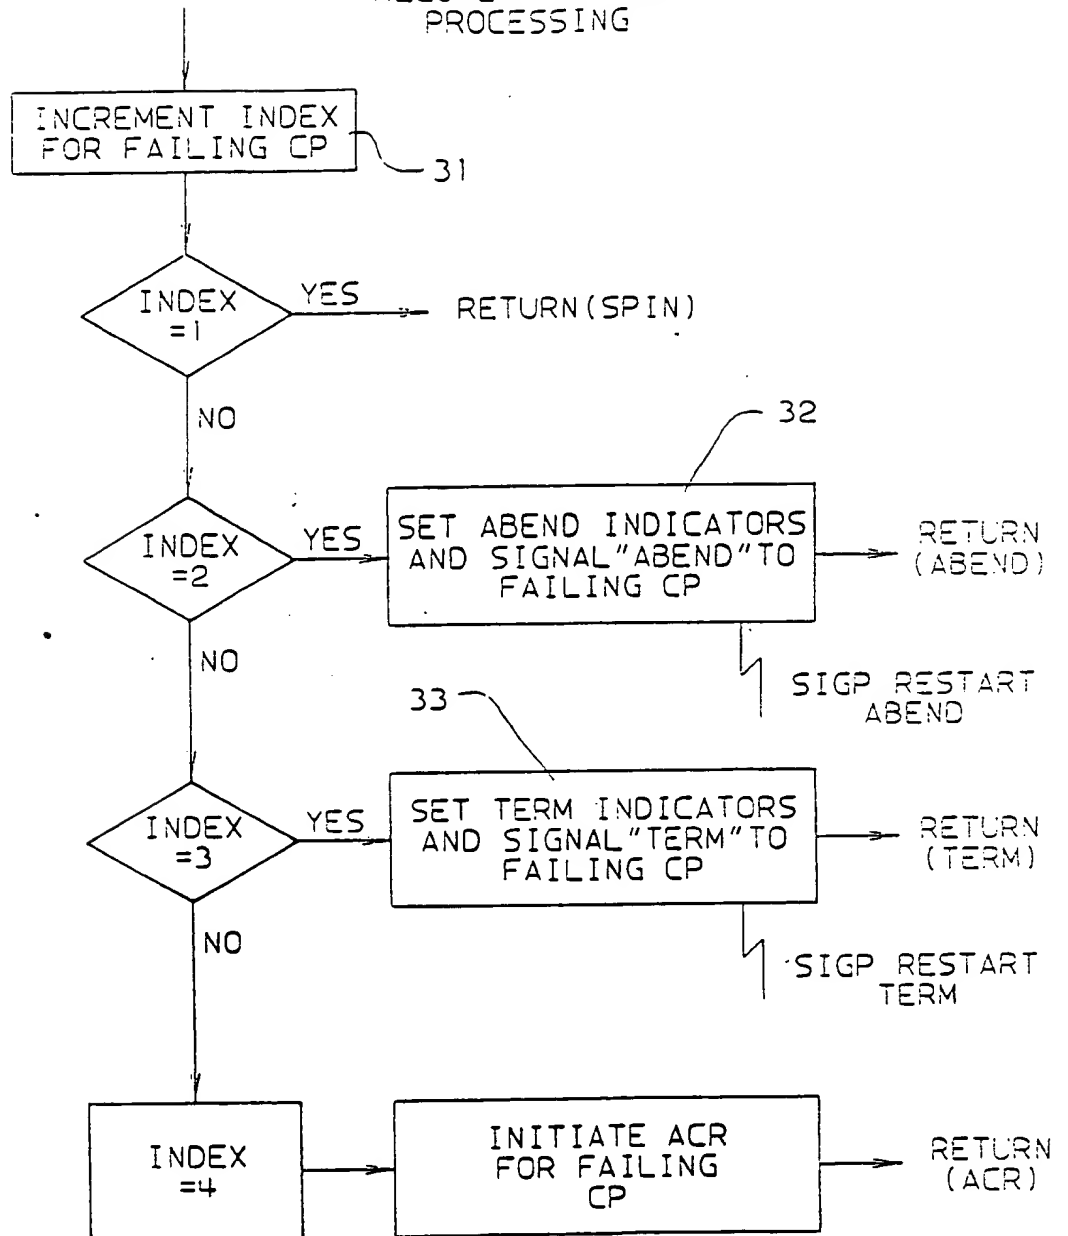 PROCESSING
INCREMENT INDEX
FOR FAILING CP
31
INDEX
=1
YES
RETURN(SPIN)
NO
32
INDEX
=2
YES
SET ABEND INDICATORS
AND SIGNAL"ABEND"TO
FAILING CP
RETURN
(ABEND)
NO
SIGP RESTART
ABEND
33
INDEX
=3
YES
SET TERM INDICATORS
AND SIGNAL"TERM"TO
FAILING CP
RETURN
(TERM)
NO
SIGP RESTART
TERM
INDEX
=4
INITIATE ACR
FOR FAILING
CP
RETURN
(ACR)